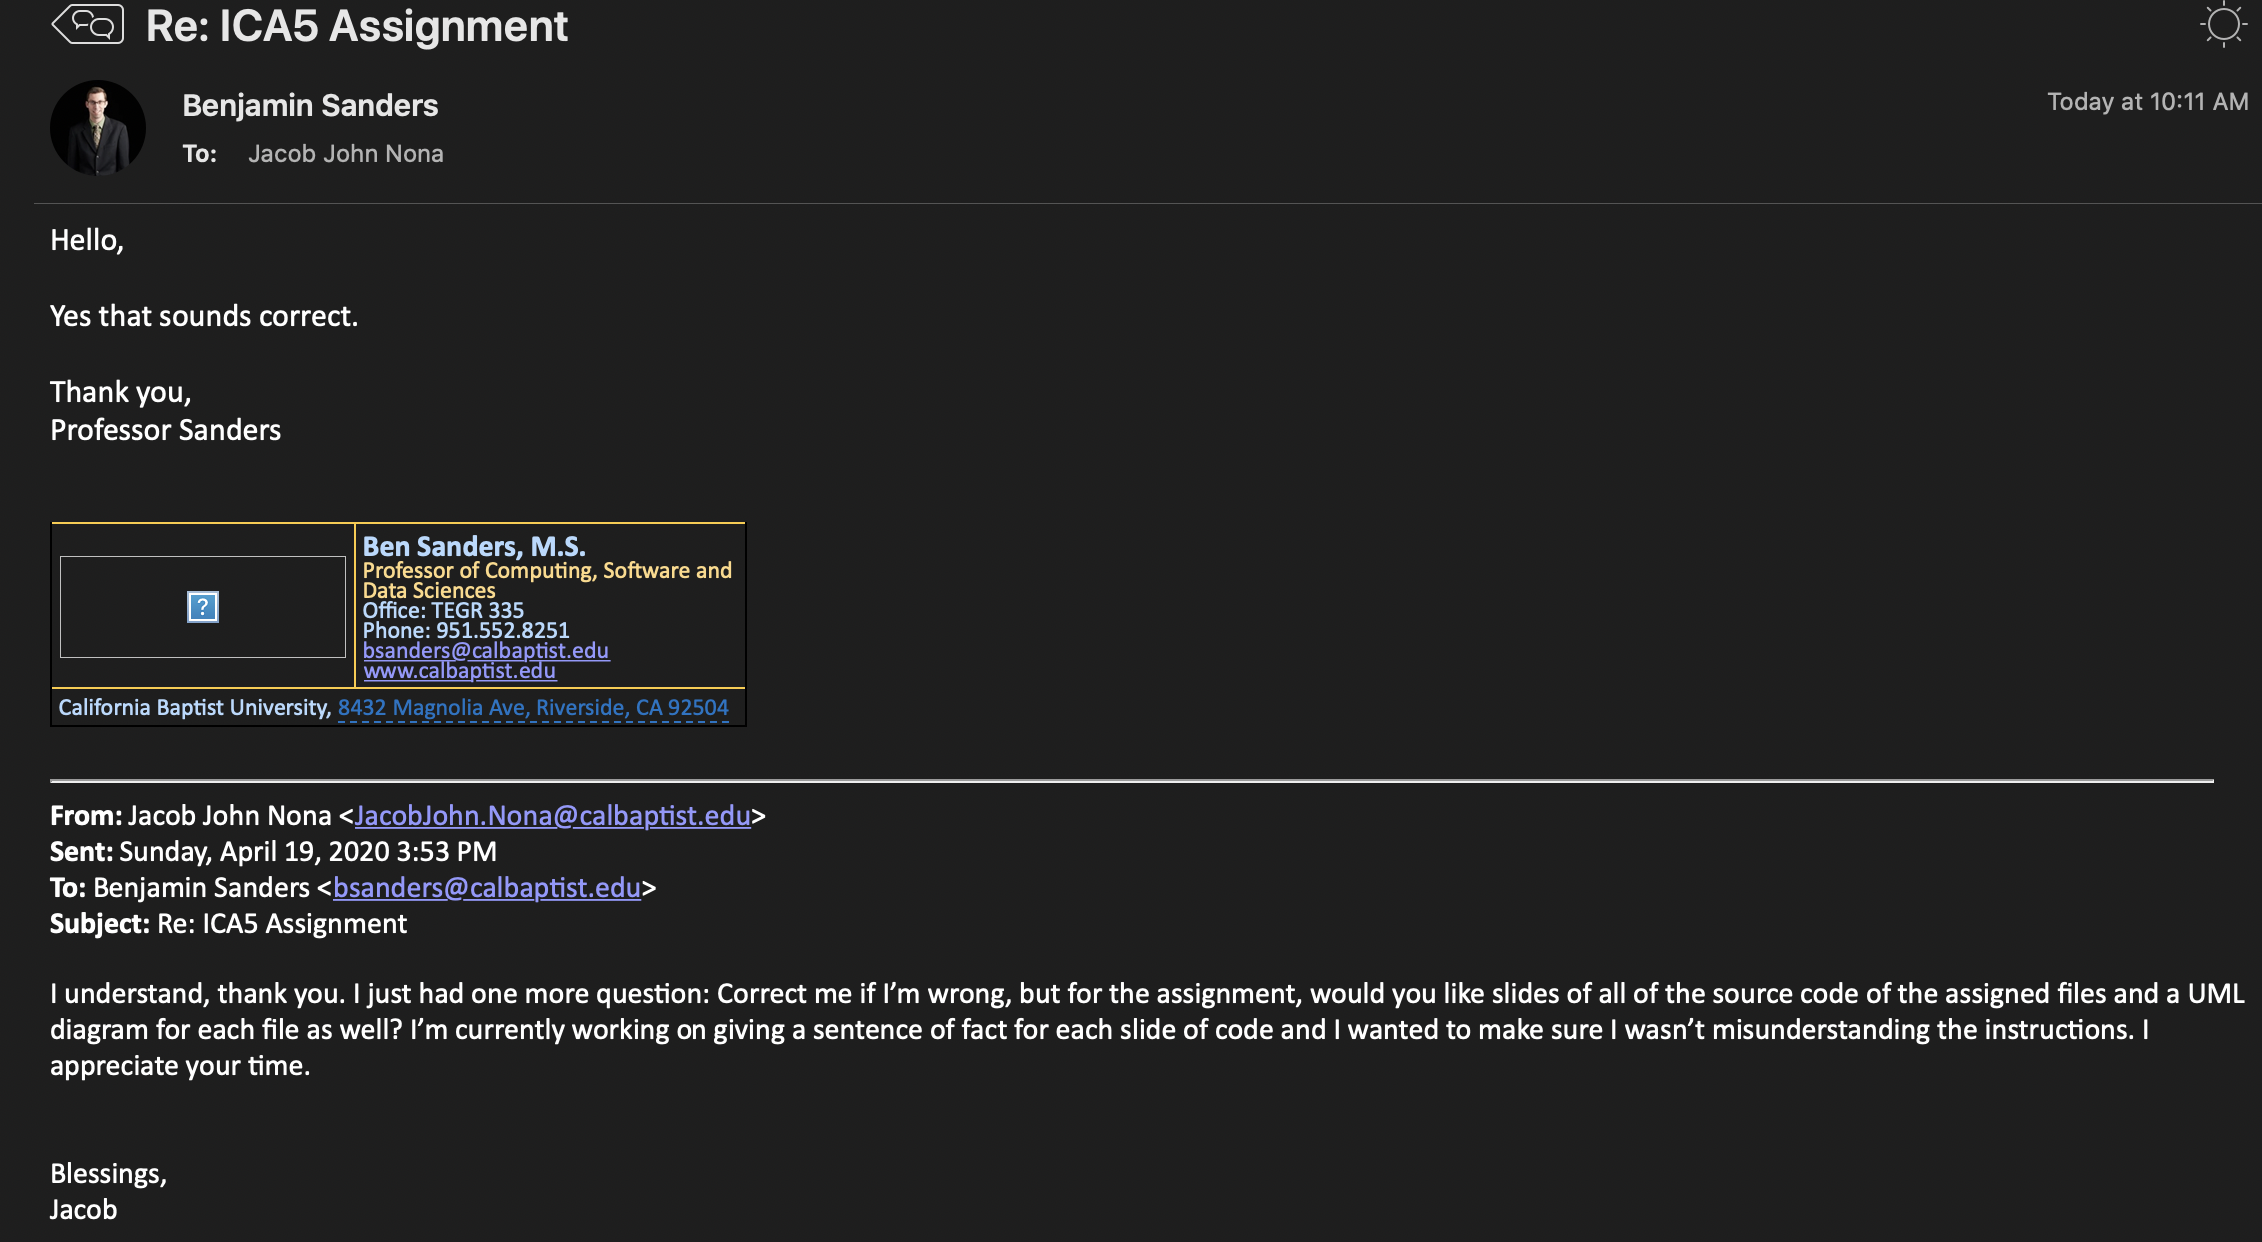 Re: ICA5 Assignment
Benjamin Sanders
Today at 10:11 AM
To: Jacob John Nona
Hello,
Yes that sounds correct.
Thank you,
Professor Sanders
?
Ben Sanders, M.S.
Professor of Computing, Software and
Data Sciences
Office: TEGR 335
Phone: 951.552.8251
bsanders@calbaptist.edu
www.calbaptist.edu
California Baptist University, 8432 Magnolia Ave, Riverside, CA 92504
From: Jacob John Nona <JacobJohn.Nona@calbaptist.edu>
Sent: Sunday, April 19, 2020 3:53 PM
To: Benjamin Sanders <bsanders@calbaptist.edu>
Subject: Re: ICA5 Assignment
I understand, thank you. I just had one more question: Correct me if I’m wrong, but for the assignment, would you like slides of all of the source code of the assigned files and a UML
diagram for each file as well? I’m currently working on giving a sentence of fact for each slide of code and I wanted to make sure I wasn’t misunderstanding the instructions. I
appreciate your time.
Blessings,
Jacob